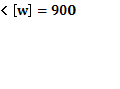 < [w] = 900